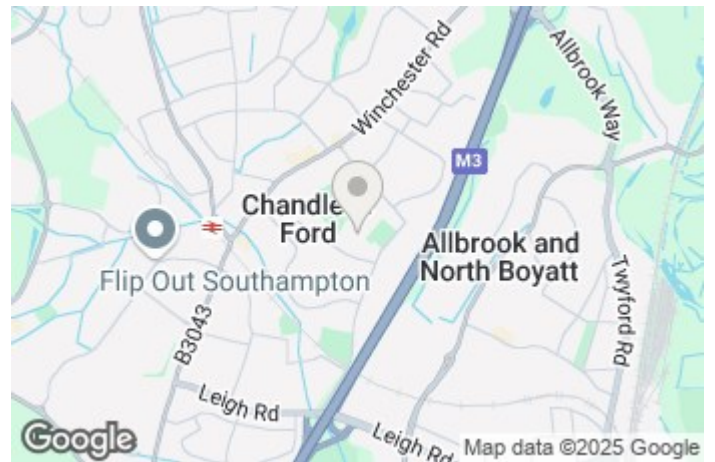 Allbrook Way
Winchester Rd
M3
Chandle
Ford
Allbrook and
North Boyatt
Flip Out Southampton
Twyford Rd
B3043
Leigh Rd
Leigh Rd
Google
Map data ©2025 Google